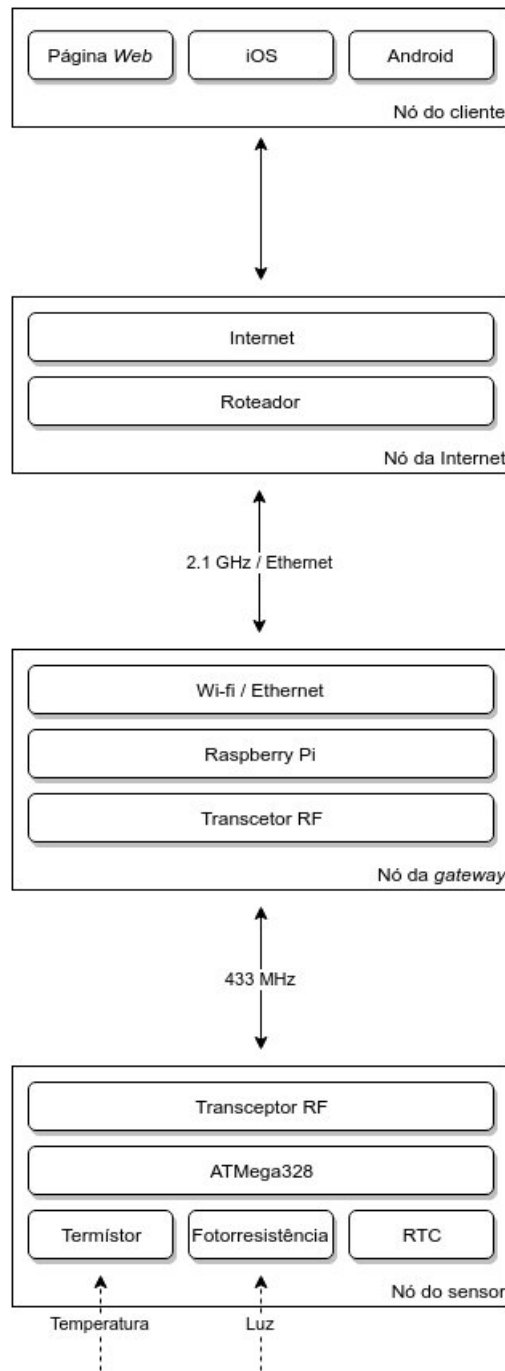 Página Web
iOS
Android
Nó do cliente
Internet
Roteador
Nó da Internet
2.1 GHz / Ethernet
Wi-fi / Ethernet
Raspberry Pi
Transcetor RF
Nó da gateway
433 MHz
Transceptor RF
ATMega328
Termístor
Fotorresistência
RTC
Nó do sensor
Temperatura
Luz